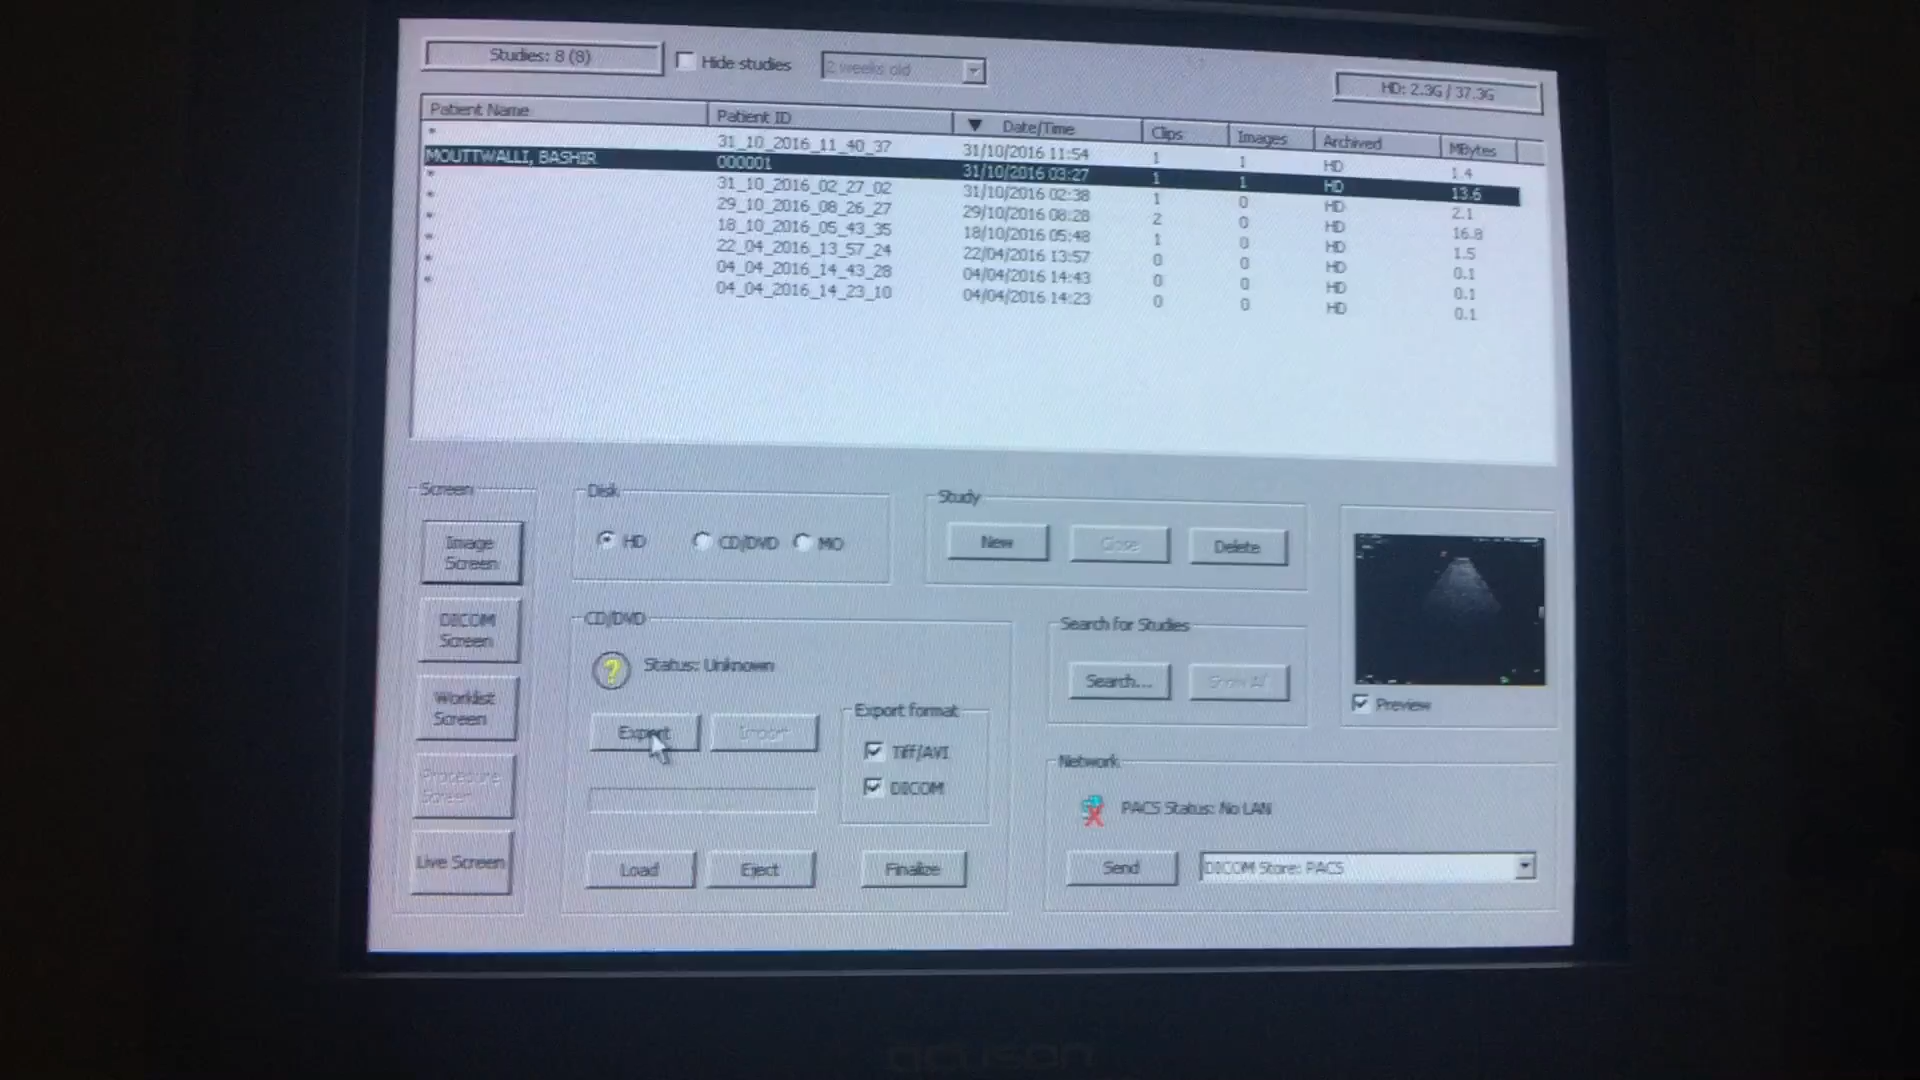 Studies: 8 (8)
Hide studies
2 weeks old
HD: 2.3G / 37.3G
Patient Name Patient ID Date/Time Clips Images Archived MBytes
* 31_10_2016_11_40_37 31/10/2016 11:54 1 1 HD 1.4
MOUTTWALLI, BASHIR 000001 31/10/2016 03:27 1 1 HD 13.6
* 31_10_2016_02_27_02 31/10/2016 02:38 1 0 HD 2.1
* 29_10_2016_08_26_27 29/10/2016 08:28 2 0 HD 16.8
* 18_10_2016_05_43_35 18/10/2016 05:48 1 0 HD 1.5
* 22_04_2016_13_57_24 22/04/2016 13:57 0 0 HD 0.1
* 04_04_2016_14_43_28 04/04/2016 14:43 0 0 HD 0.1
* 04_04_2016_14_23_10 04/04/2016 14:23 0 0 HD 0.1
Screen
Image Screen
DICOM Screen
Worklist Screen
Procedure Screen
Live Screen
Disk
HD CD/DVD MO
Study
New Close Delete
CD/DVD
Status: Unknown
Export Import
Export format
Tiff/AVI
DICOM
Load Eject Finalize
Search for Studies
Search... Show All
Preview
Network
PACS Status: No LAN
Send DICOM Store: PACS
acuson